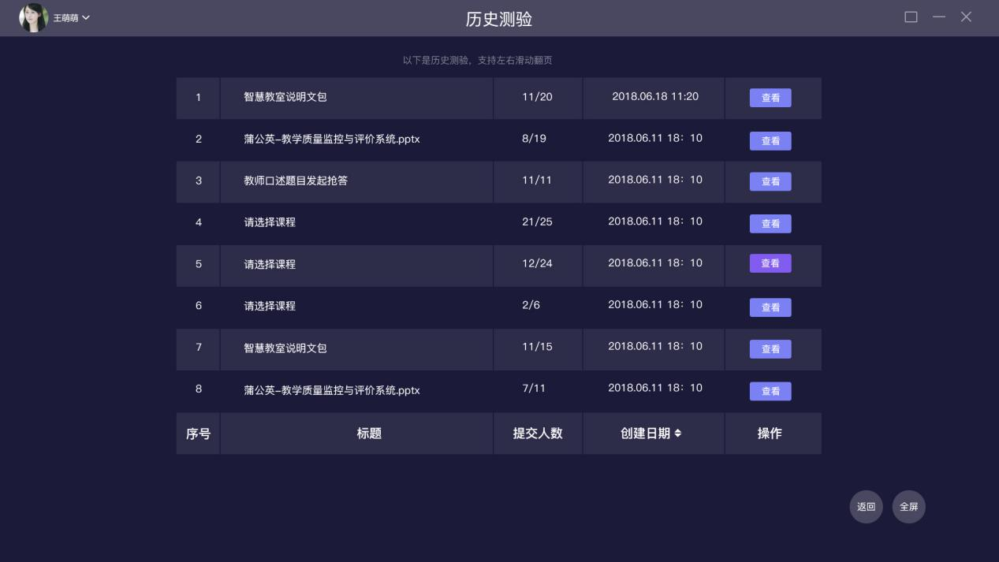 王萌萌
历史测验
以下是历史测验，支持左右滑动翻页
1 智慧教室说明文包 11/20 2018.06.18 11:20 查看
2 蒲公英-教学质量监控与评价系统.pptx 8/19 2018.06.11 18：10 查看
3 教师口述题目发起抢答 11/11 2018.06.11 18：10 查看
4 请选择课程 21/25 2018.06.11 18：10 查看
5 请选择课程 12/24 2018.06.11 18：10 查看
6 请选择课程 2/6 2018.06.11 18：10 查看
7 智慧教室说明文包 11/15 2018.06.11 18：10 查看
8 蒲公英-教学质量监控与评价系统.pptx 7/11 2018.06.11 18：10 查看
序号 标题 提交人数 创建日期 操作
返回 全屏